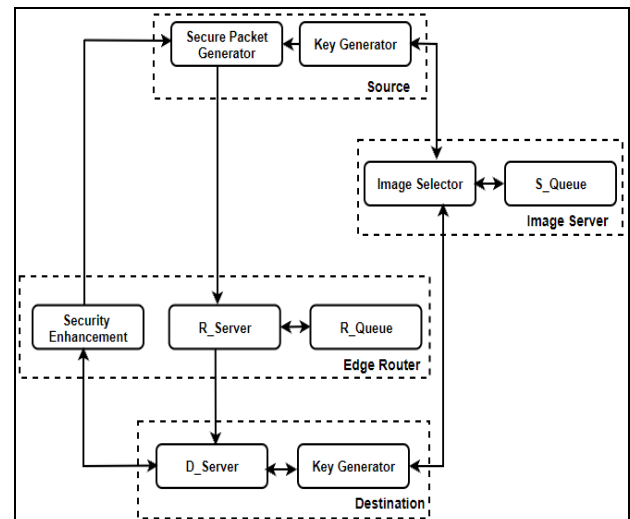 Secure Packet
Generator
Key Generator
Source
Image Selector
S_Queue
Image Server
Security
Enhancement
R_Server
R_Queue
Edge Router
D_Server
Key Generator
Destination